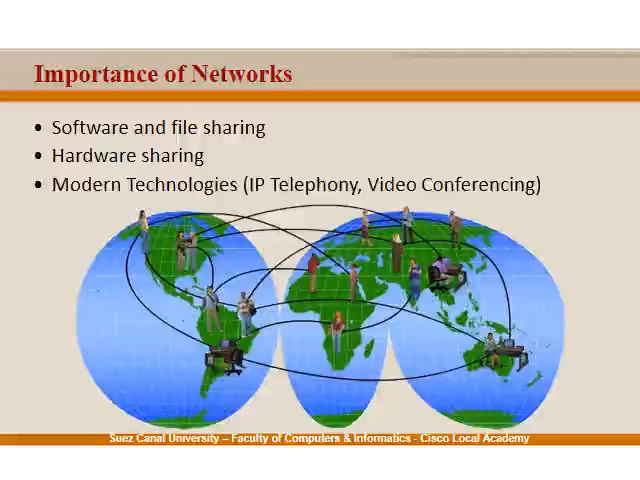 Importance of Networks
• Software and file sharing
• Hardware sharing
• Modern Technologies (IP Telephony, Video Conferencing)
Suez Canal University – Faculty of Computers & Informatics - Cisco Local Academy